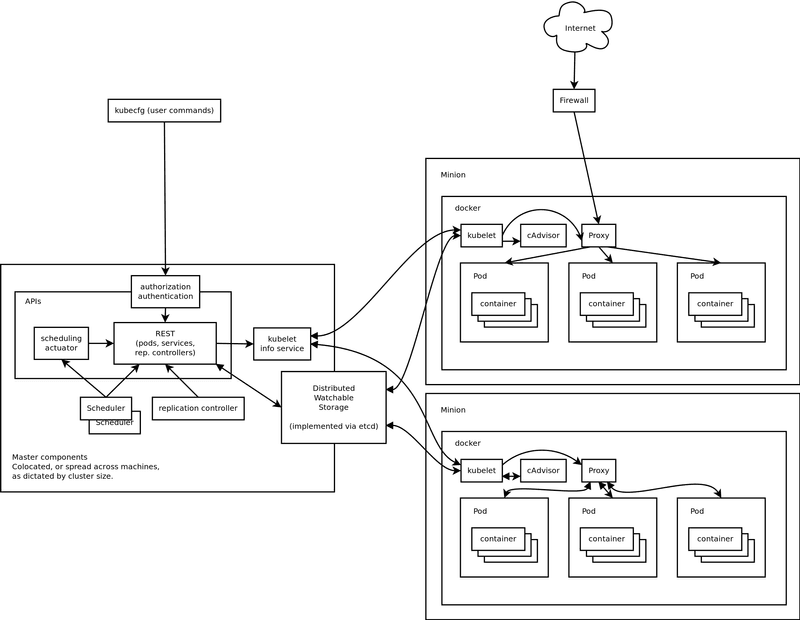 Internet
kubecfg (user commands)
Firewall
Minion
docker
kubelet
cAdvisor
Proxy
Pod
container
Pod
container
Pod
container
authorization
authentication
APIs
scheduling
actuator
REST
(pods, services,
rep. controllers)
kubelet
info service
Distributed
Watchable
Storage
(implemented via etcd)
Scheduler
Scheduler
replication controller
Master components
Colocated, or spread across machines,
as dictated by cluster size.
Minion
docker
kubelet
cAdvisor
Proxy
Pod
container
Pod
container
Pod
container